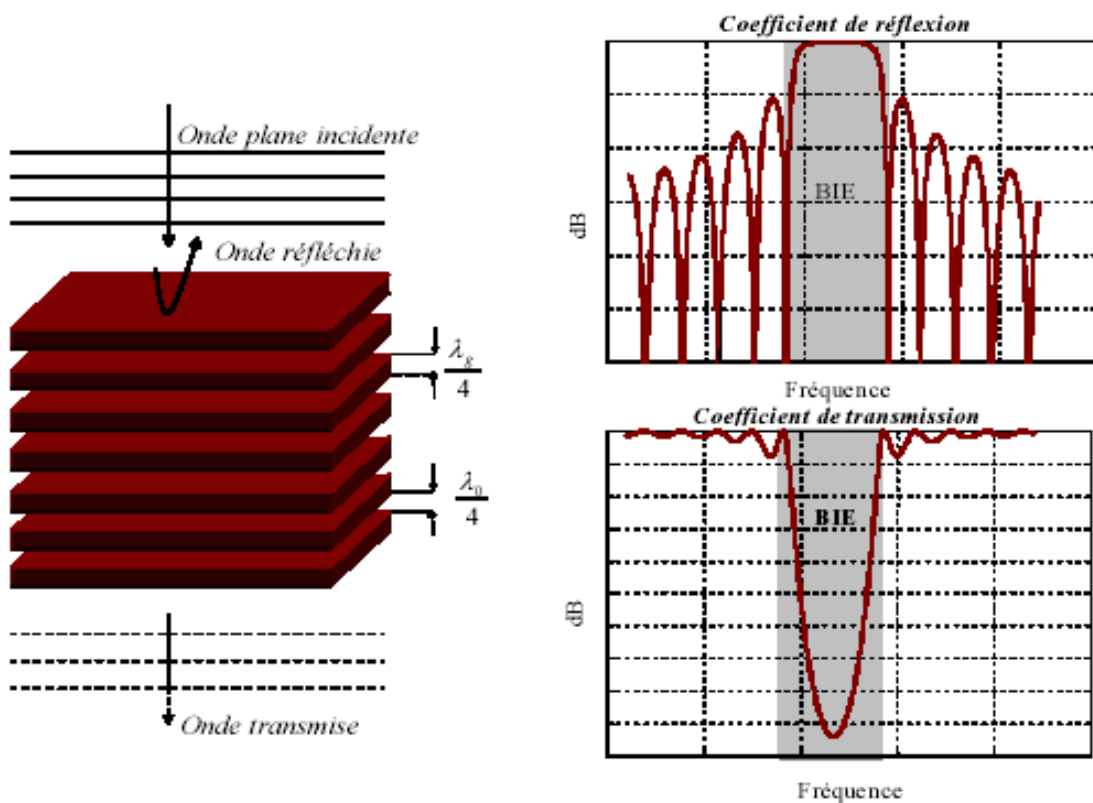 Onde plane incidente
Onde réfléchie
λg
4
λ0
4
Onde transmise
Coefficient de réflexion
BIE
dB
Fréquence
Coefficient de transmission
BIE
dB
Fréquence